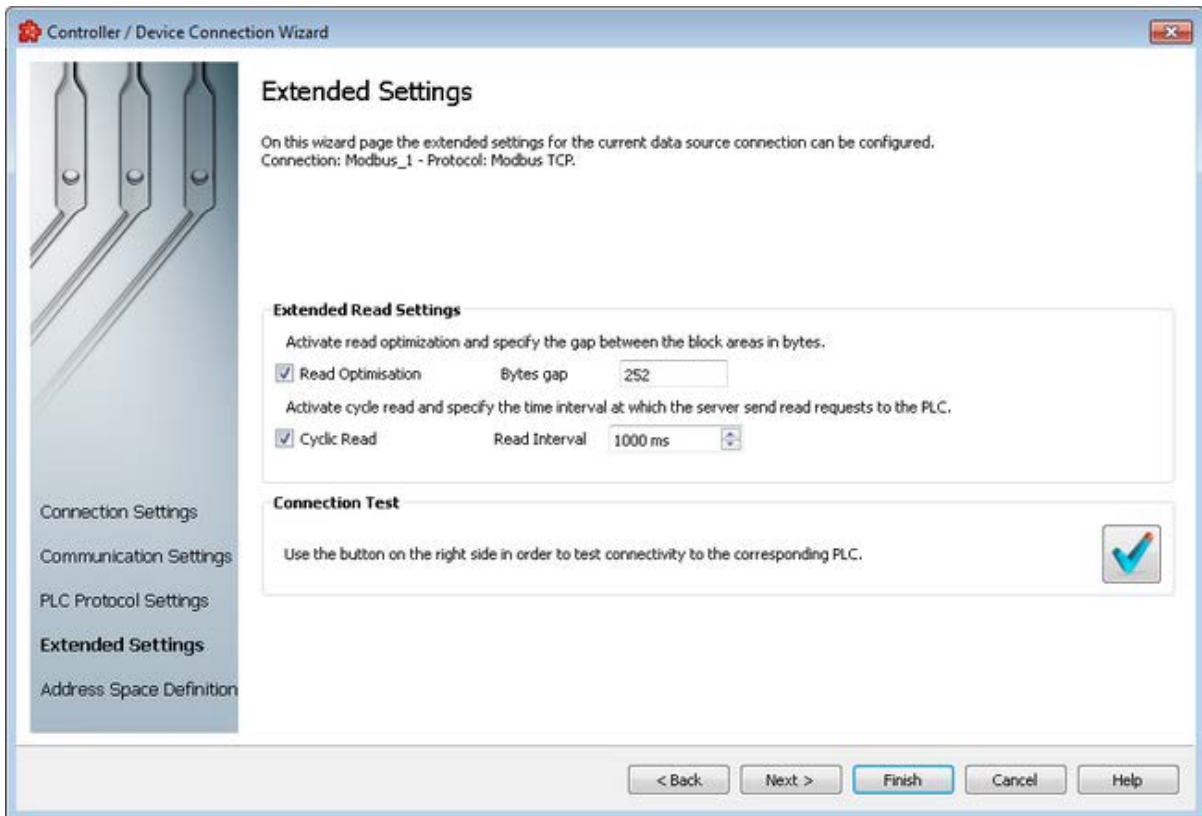 Controller / Device Connection Wizard
Extended Settings
On this wizard page the extended settings for the current data source connection can be configured.
Connection: Modbus_1 - Protocol: Modbus TCP.
Extended Read Settings
Activate read optimization and specify the gap between the block areas in bytes.
Read Optimisation Bytes gap 252
Activate cycle read and specify the time interval at which the server send read requests to the PLC.
Cyclic Read Read Interval 1000 ms
Connection Test
Use the button on the right side in order to test connectivity to the corresponding PLC.
Connection Settings
Communication Settings
PLC Protocol Settings
Extended Settings
Address Space Definition
< Back Next > Finish Cancel Help